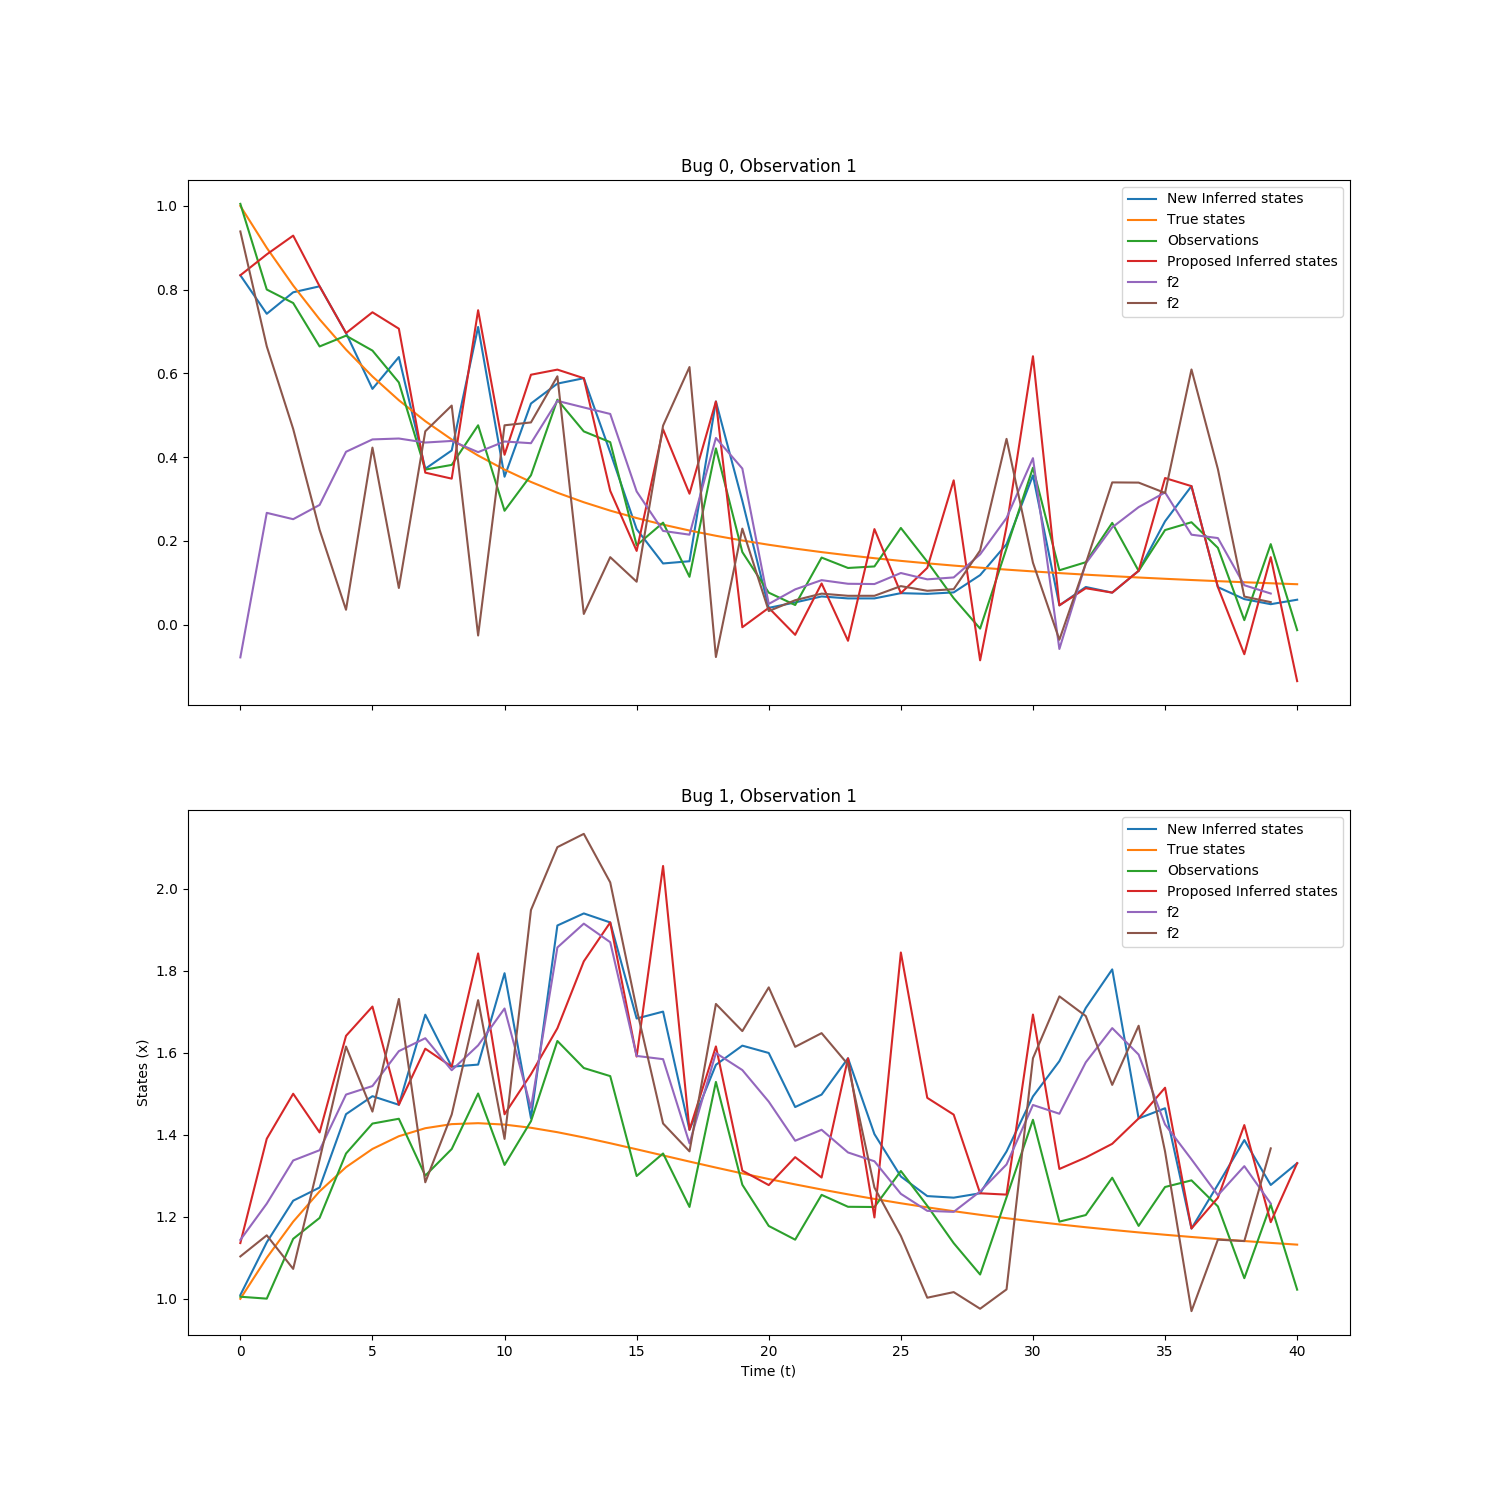 Bug 0, Observation 1
1.0
0.8
0.6
0.4
0.2
0.0
New Inferred states
True states
Observations
Proposed Inferred states
f2
f2
Bug 1, Observation 1
States (x)
2.0
1.8
1.6
1.4
1.2
1.0
New Inferred states
True states
Observations
Proposed Inferred states
f2
f2
0 5 10 15 20 25 30 35 40
Time (t)